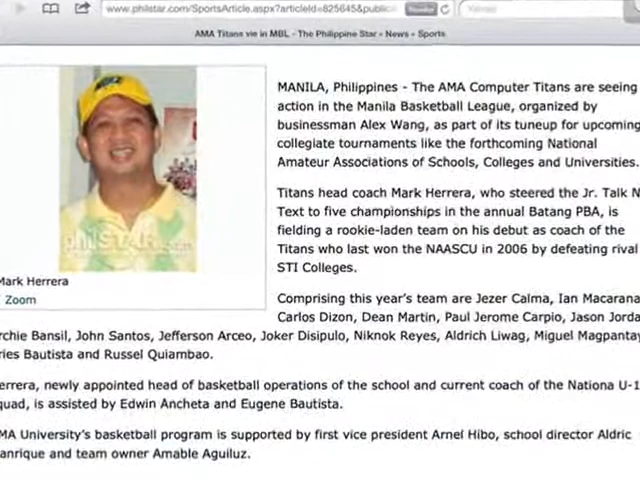 www.philstar.com/SportsArticle.aspx?articleId=825645&public
Reader
AMA Titans vie in MBL - The Philippine Star » News » Sports
MANILA, Philippines - The AMA Computer Titans are seeing
action in the Manila Basketball League, organized by
businessman Alex Wang, as part of its tuneup for upcoming
collegiate tournaments like the forthcoming National
Amateur Associations of Schools, Colleges and Universities.
Titans head coach Mark Herrera, who steered the Jr. Talk N
Text to five championships in the annual Batang PBA, is
fielding a rookie-laden team on his debut as coach of the
Titans who last won the NAASCU in 2006 by defeating rival
STI Colleges.
philSTAR.com
Mark Herrera
Zoom
Comprising this year's team are Jezer Calma, Ian Macarana
Carlos Dizon, Dean Martin, Paul Jerome Carpio, Jason Jorda
rchie Bansil, John Santos, Jefferson Arceo, Joker Disipulo, Niknok Reyes, Aldrich Liwag, Miguel Magpantay
ries Bautista and Russel Quiambao.
errera, newly appointed head of basketball operations of the school and current coach of the Nationa U-1
quad, is assisted by Edwin Ancheta and Eugene Bautista.
MA University's basketball program is supported by first vice president Arnel Hibo, school director Aldric
anrique and team owner Amable Aguiluz.